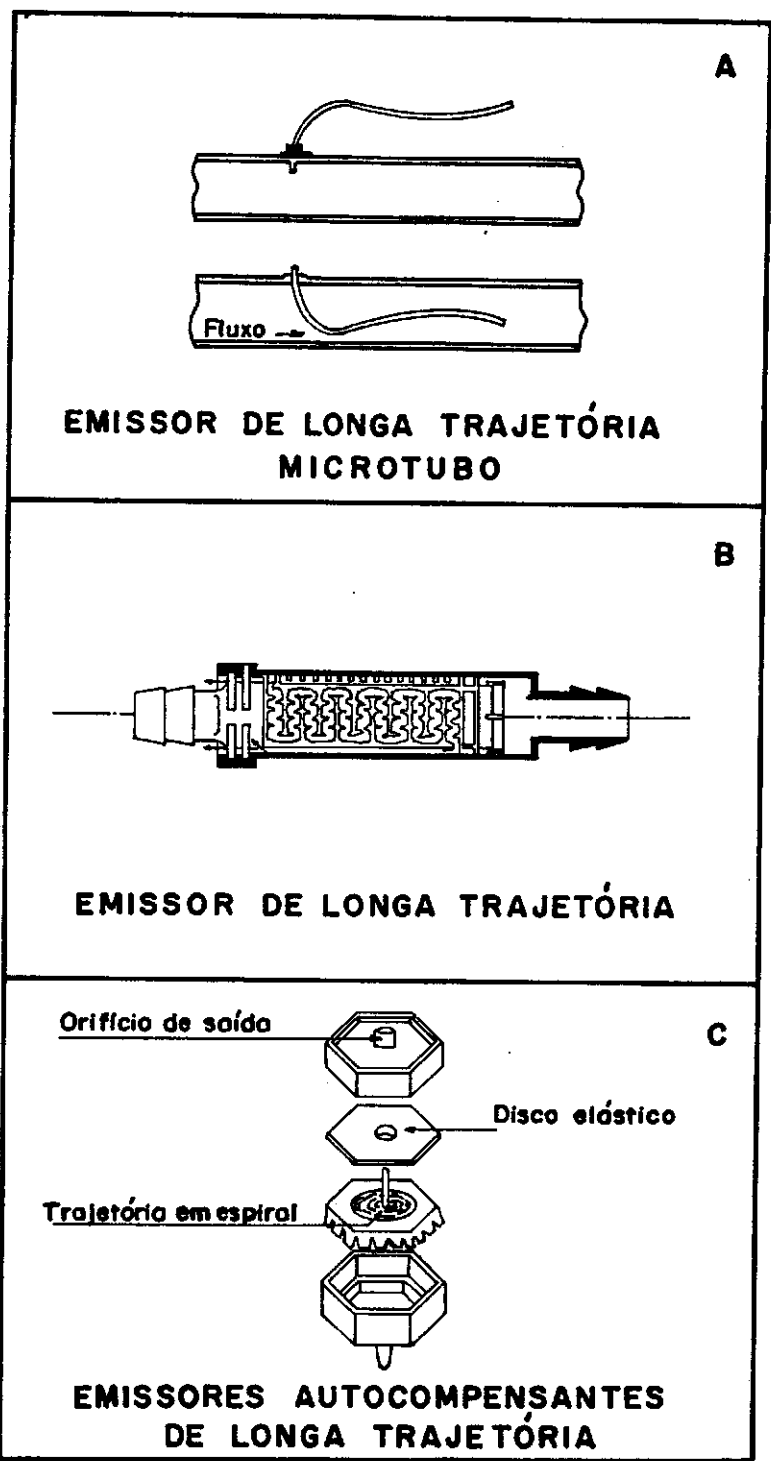 A
Fluxo
EMISSOR DE LONGA TRAJETÓRIA
MICROTUBO
B
EMISSOR DE LONGA TRAJETÓRIA
C
Orifício de saída
Disco elástico
Trajetória em espiral
EMISSORES AUTOCOMPENSANTES
DE LONGA TRAJETÓRIA